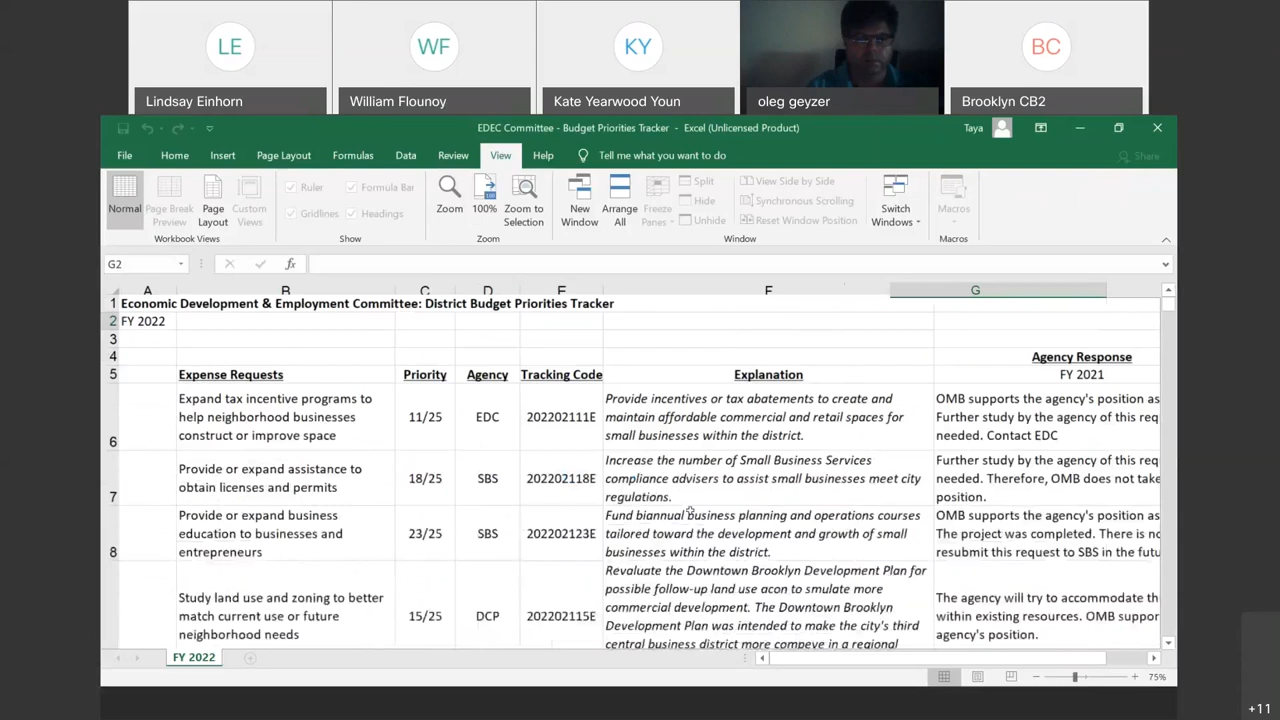 LE
WF
KY
BC
Lindsay Einhorn
William Flounoy
Kate Yearwood Youn
oleg geyzer
Brooklyn CB2
EDEC Committee - Budget Priorities Tracker - Excel (Unlicensed Product)
Taya
File Home Insert Page Layout Formulas Data Review View Help Tell me what you want to do
Share
Ruler Formula Bar
Gridlines Headings
Normal Page Break Preview Page Layout Custom Views
Zoom 100% Zoom to Selection
New Window Arrange All Freeze Panes
Split
Hide
Unhide
View Side by Side
Synchronous Scrolling
Reset Window Position
Switch Windows
Macros
Workbook Views Show Zoom Window Macros
G2
fx
A B C D E F G
1 Economic Development & Employment Committee: District Budget Priorities Tracker
2 FY 2022
3
4 Agency Response
5 Expense Requests Priority Agency Tracking Code Explanation FY 2021
Expand tax incentive programs to
help neighborhood businesses
construct or improve space
6
11/25
EDC
202202111E
Provide incentives or tax abatements to create and
maintain affordable commercial and retail spaces for
small businesses within the district.
OMB supports the agency's position as
Further study by the agency of this req
needed. Contact EDC
Provide or expand assistance to
obtain licenses and permits
7
18/25
SBS
202202118E
Increase the number of Small Business Services
compliance advisers to assist small businesses meet city
regulations.
Further study by the agency of this req
needed. Therefore, OMB does not take
position.
Provide or expand business
education to businesses and
entrepreneurs
8
23/25
SBS
202202123E
Fund biannual business planning and operations courses
tailored toward the development and growth of small
businesses within the district.
OMB supports the agency's position as
The project was completed. There is no
resubmit this request to SBS in the futu
Study land use and zoning to better
match current use or future
neighborhood needs
15/25
DCP
202202115E
Revaluate the Downtown Brooklyn Development Plan for
possible follow-up land use acon to smulate more
commercial development. The Downtown Brooklyn
Development Plan was intended to make the city's third
central business district more compeve in a regional
The agency will try to accommodate th
within existing resources. OMB suppor
agency's position.
FY 2022
75%
+11